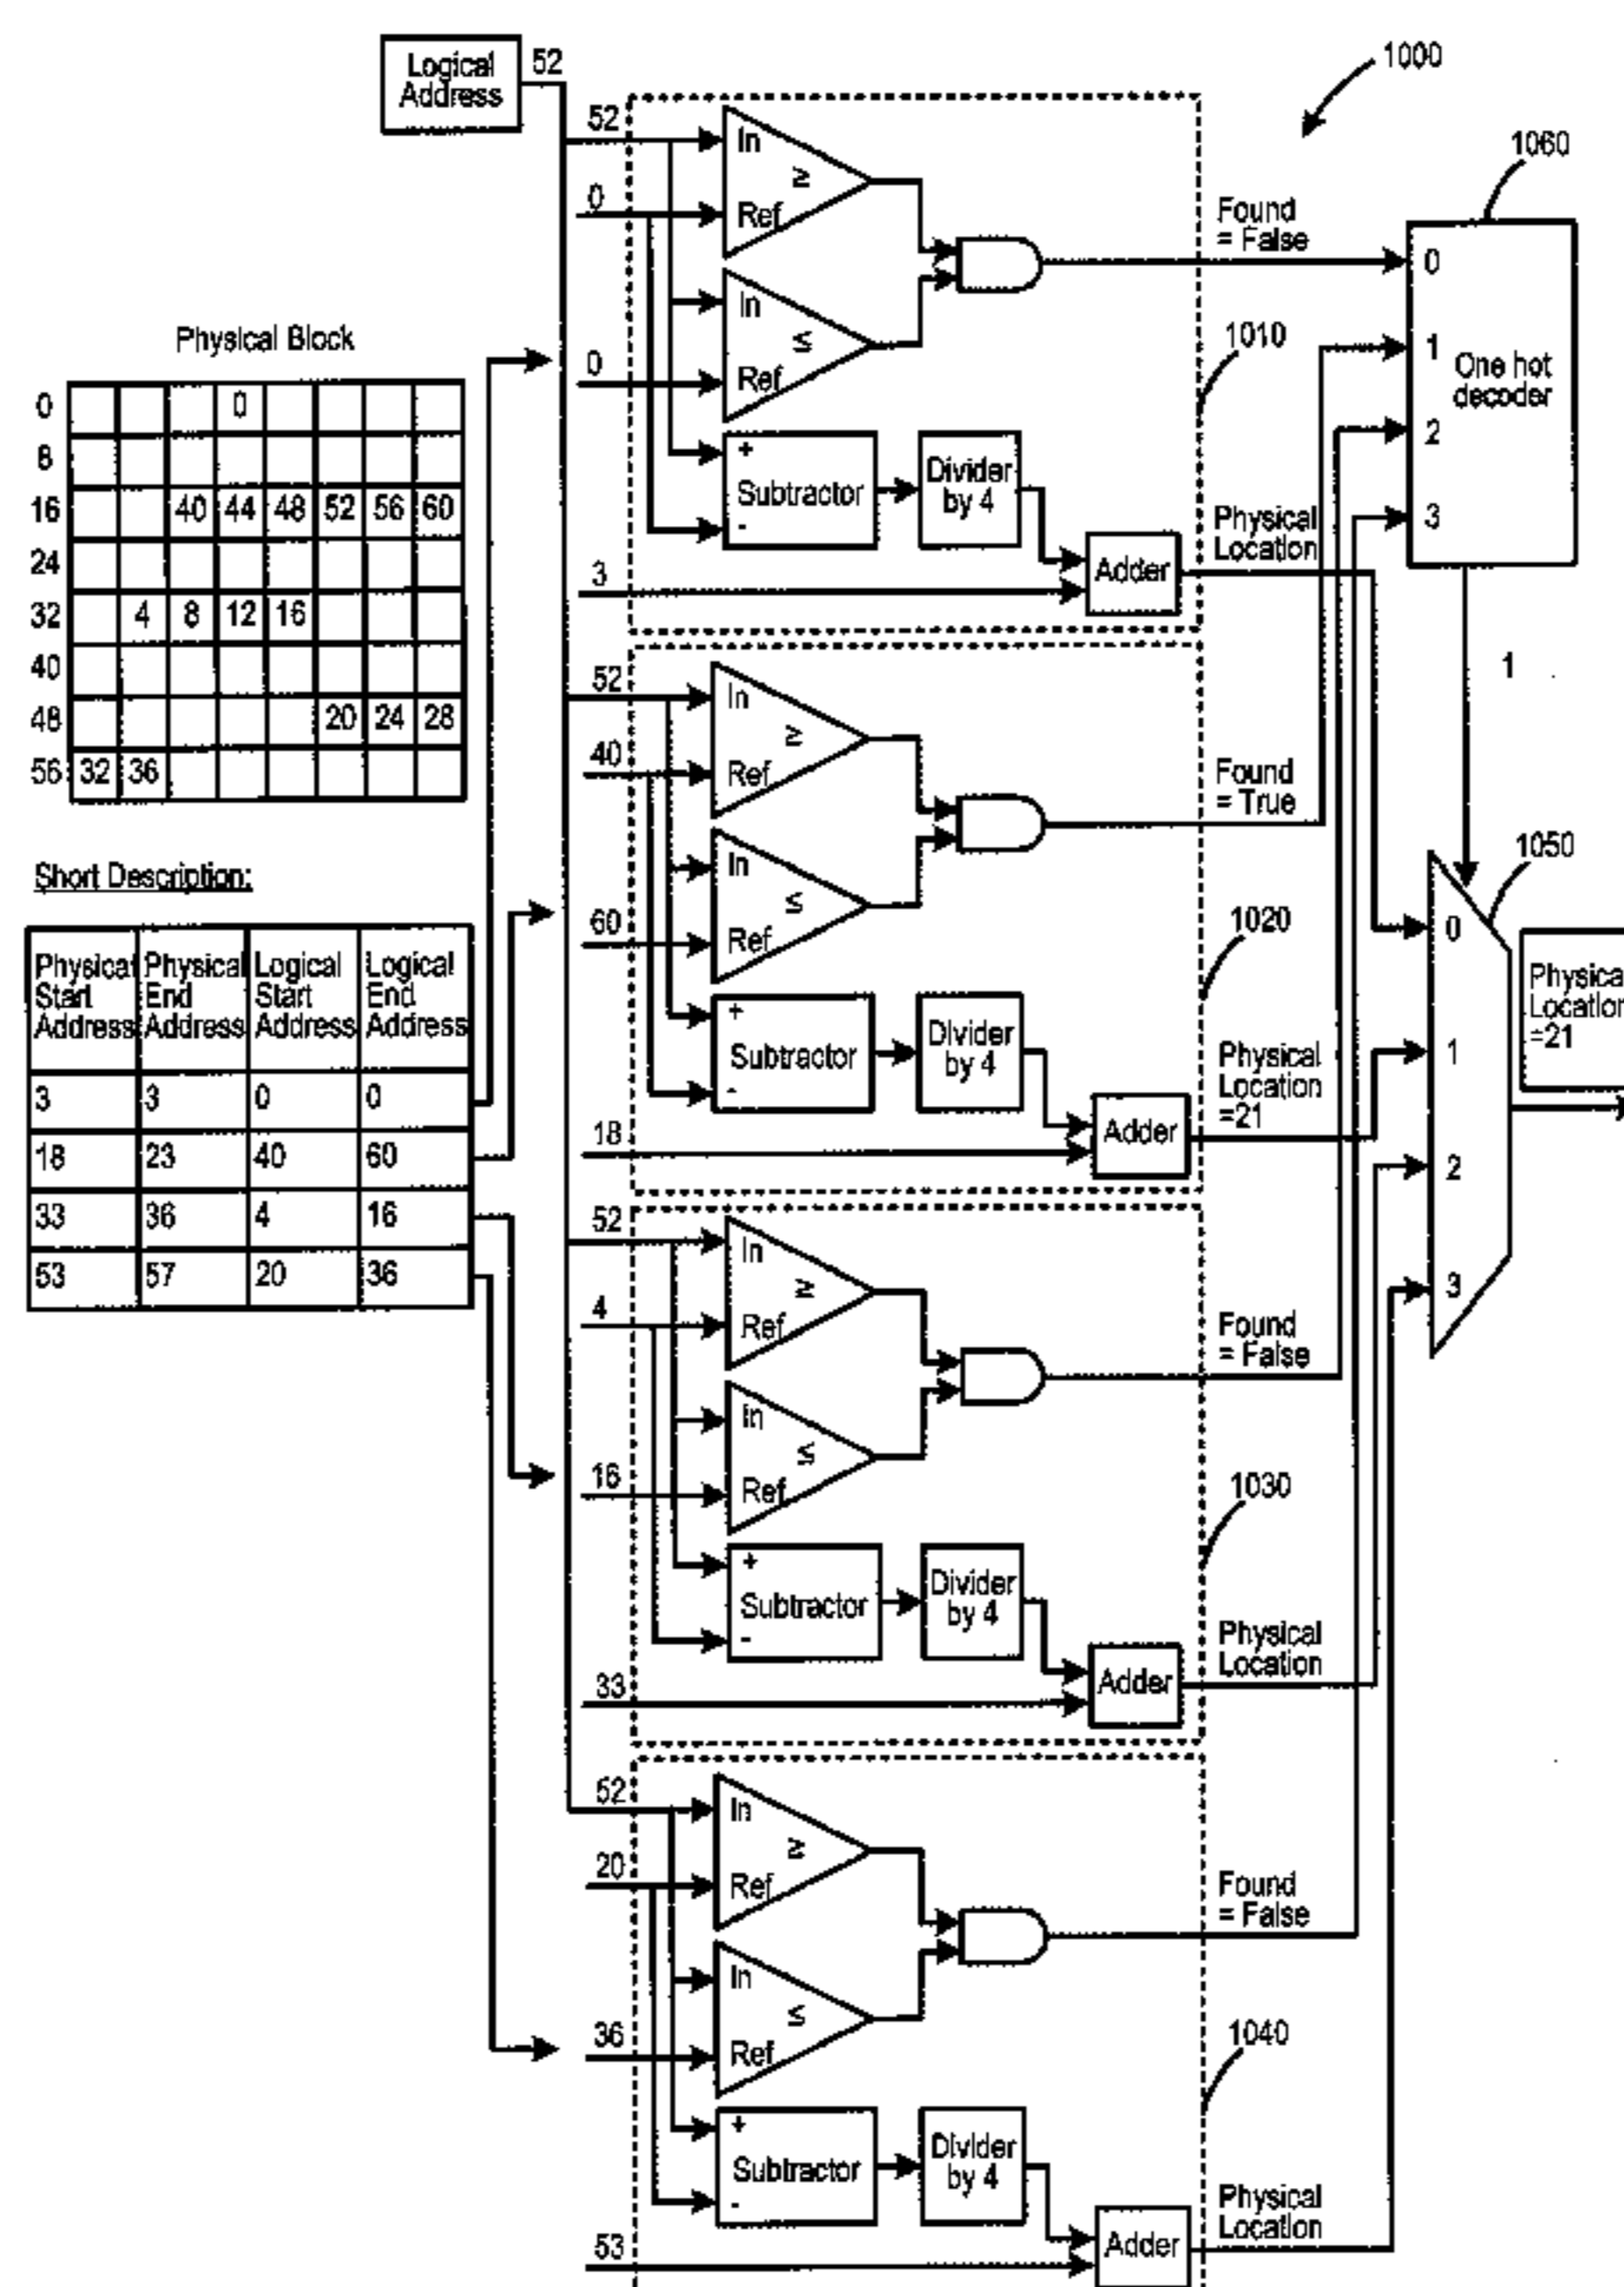 Logical
Address
52
1000
1060
52
In
≥
0
Ref
In
≤
0
Ref
+
Subtractor
-
Divider
by 4
3
Adder
Found
= False
1010
Physical
Location
0
1
2
3
One hot
decoder
1
Physical Block
0 0
8
16 40 44 48 52 56 60
24
32 4 8 12 16
40
48 20 24 28
56 32 36
Short Description:
Physical Start Address Physical End Address Logical Start Address Logical End Address
3 3 0 0
18 23 40 60
33 36 4 16
53 57 20 36
52
In
≥
40
Ref
In
≤
60
Ref
+
Subtractor
-
Divider
by 4
18
Adder
Found
= True
1020
Physical
Location
=21
1050
0
1
2
3
Physical
Location
=21
52
In
≥
4
Ref
In
≤
16
Ref
+
Subtractor
-
Divider
by 4
33
Adder
Found
= False
1030
Physical
Location
52
In
≥
20
Ref
In
≤
36
Ref
+
Subtractor
-
Divider
by 4
53
Adder
Found
= False
1040
Physical
Location